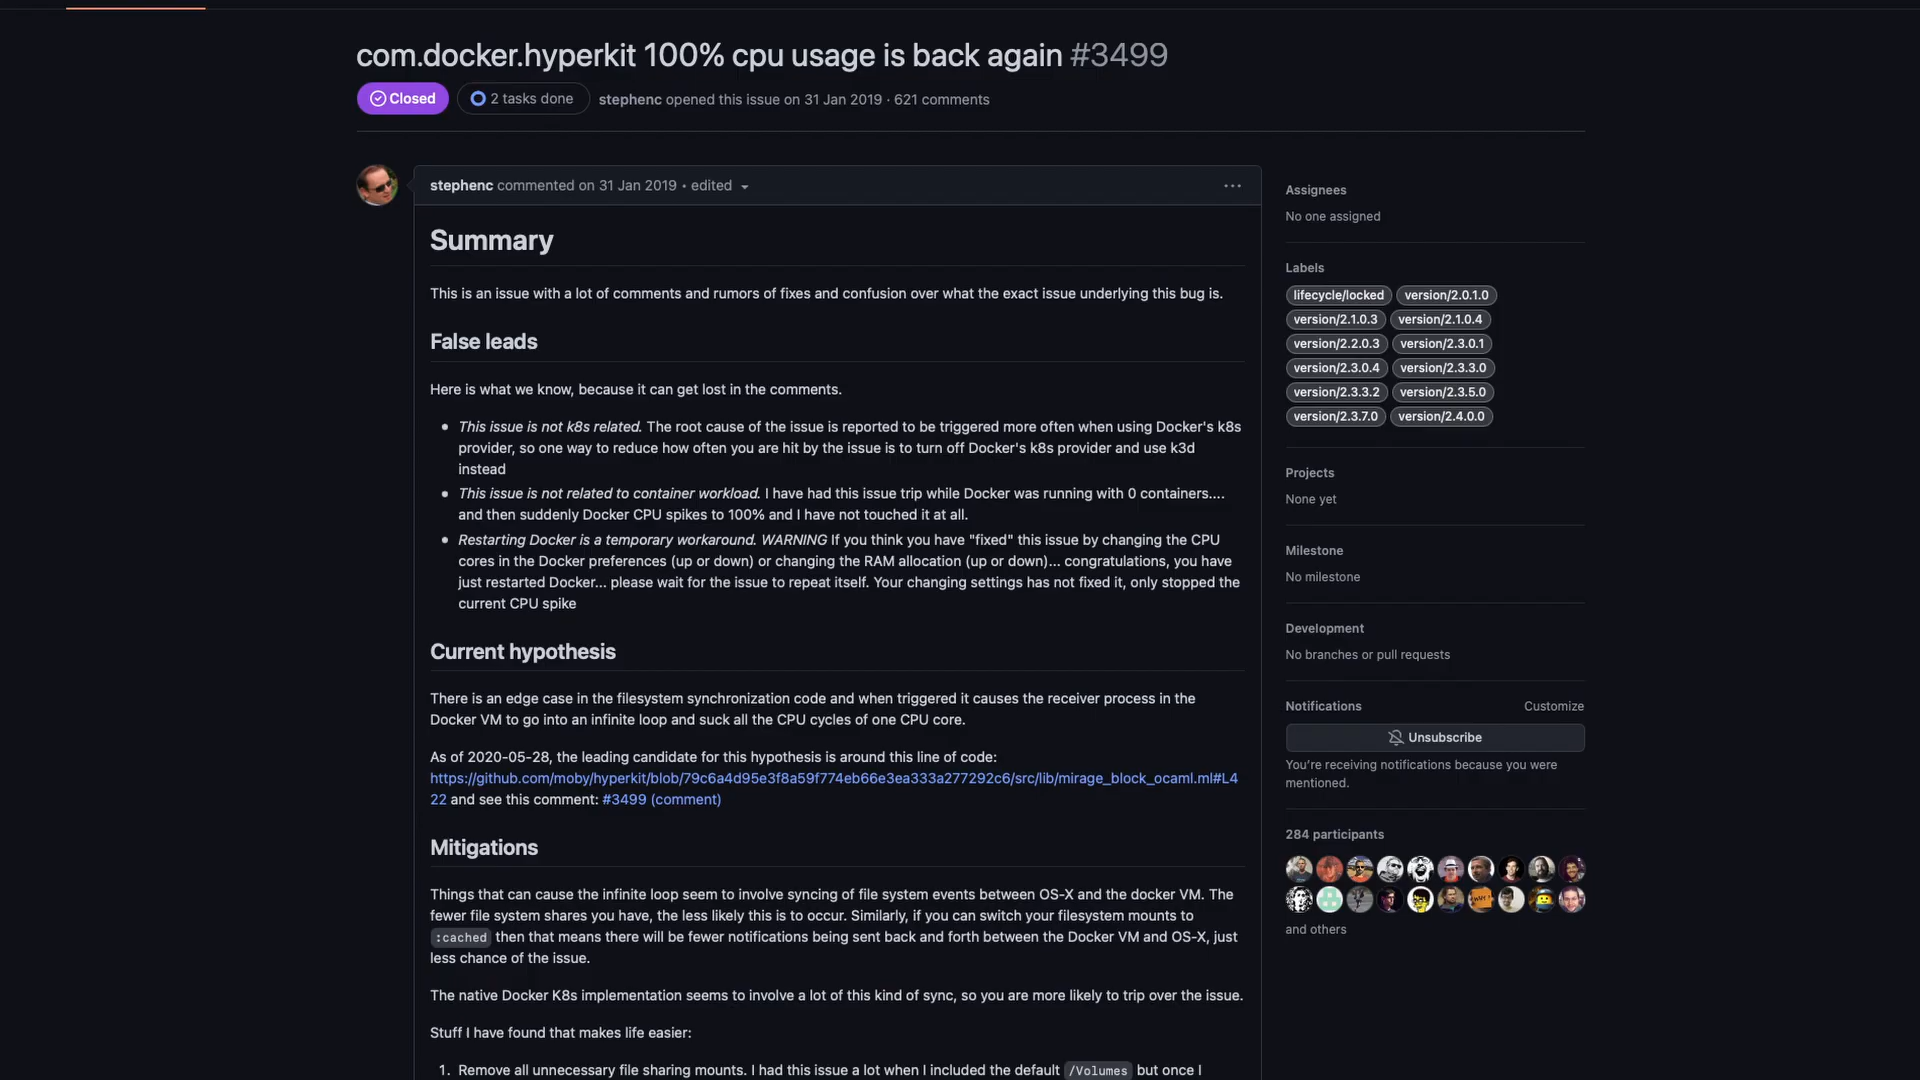 com.docker.hyperkit 100% cpu usage is back again #3499
Closed
2 tasks done
stephenc opened this issue on 31 Jan 2019 · 621 comments
stephenc commented on 31 Jan 2019 • edited
Summary
This is an issue with a lot of comments and rumors of fixes and confusion over what the exact issue underlying this bug is.
False leads
Here is what we know, because it can get lost in the comments.
• This issue is not k8s related. The root cause of the issue is reported to be triggered more often when using Docker's k8s
provider, so one way to reduce how often you are hit by the issue is to turn off Docker's k8s provider and use k3d
instead
• This issue is not related to container workload. I have had this issue trip while Docker was running with 0 containers....
and then suddenly Docker CPU spikes to 100% and I have not touched it at all.
• Restarting Docker is a temporary workaround. WARNING If you think you have "fixed" this issue by changing the CPU
cores in the Docker preferences (up or down) or changing the RAM allocation (up or down)... congratulations, you have
just restarted Docker... please wait for the issue to repeat itself. Your changing settings has not fixed it, only stopped the
current CPU spike
Current hypothesis
There is an edge case in the filesystem synchronization code and when triggered it causes the receiver process in the
Docker VM to go into an infinite loop and suck all the CPU cycles of one CPU core.
As of 2020-05-28, the leading candidate for this hypothesis is around this line of code:
https://github.com/moby/hyperkit/blob/79c6a4d95e3f8a59f774eb66e3ea333a277292c6/src/lib/mirage_block_ocaml.ml#L4
22 and see this comment: #3499 (comment)
Mitigations
Things that can cause the infinite loop seem to involve syncing of file system events between OS-X and the docker VM. The
fewer file system shares you have, the less likely this is to occur. Similarly, if you can switch your filesystem mounts to
:cached then that means there will be fewer notifications being sent back and forth between the Docker VM and OS-X, just
less chance of the issue.
The native Docker K8s implementation seems to involve a lot of this kind of sync, so you are more likely to trip over the issue.
Stuff I have found that makes life easier:
1. Remove all unnecessary file sharing mounts. I had this issue a lot when I included the default /Volumes but once I
Assignees
No one assigned
Labels
lifecycle/locked version/2.0.1.0
version/2.1.0.3 version/2.1.0.4
version/2.2.0.3 version/2.3.0.1
version/2.3.0.4 version/2.3.3.0
version/2.3.3.2 version/2.3.5.0
version/2.3.7.0 version/2.4.0.0
Projects
None yet
Milestone
No milestone
Development
No branches or pull requests
Notifications Customize
Unsubscribe
You're receiving notifications because you were
mentioned.
284 participants
and others